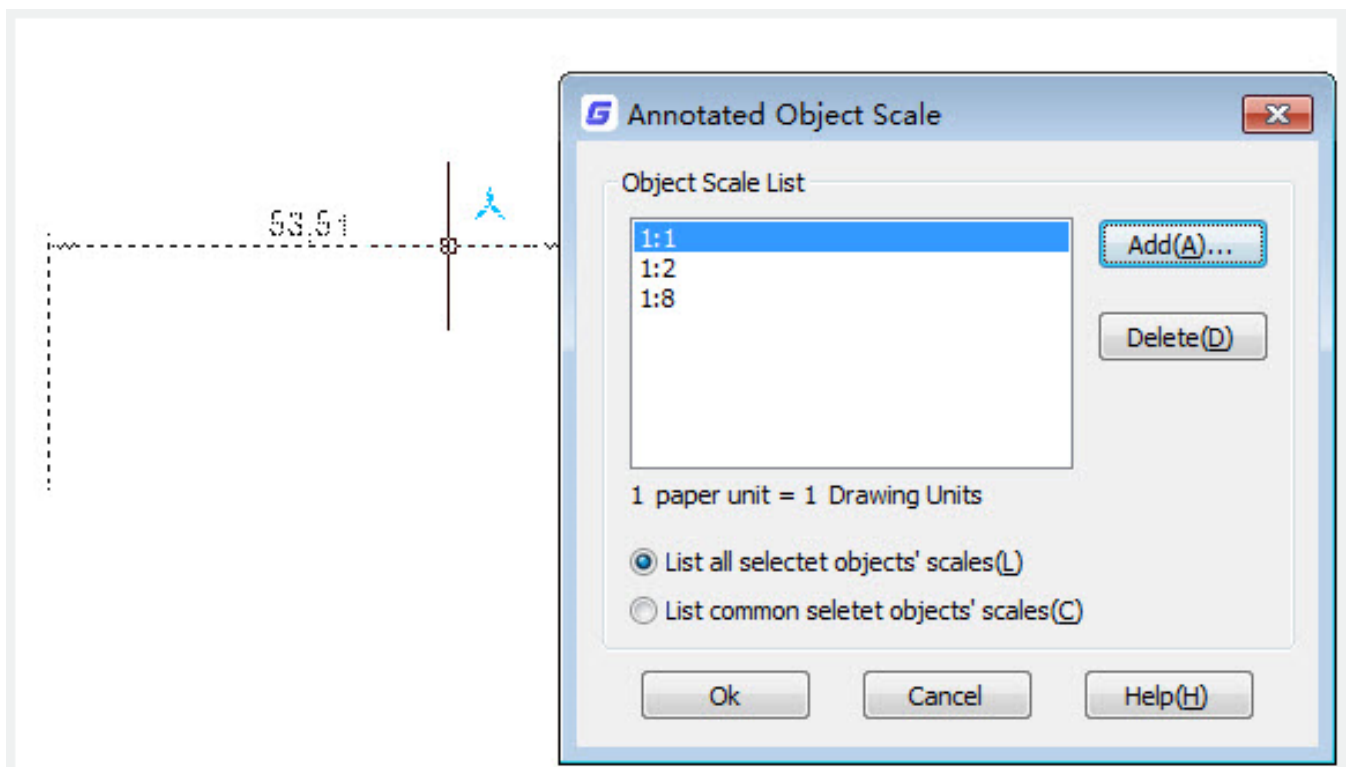 Annotated Object Scale
Object Scale List
53,51
1:1
Add(A)...
1:2
1:8
Delete(D)
1 paper unit = 1 Drawing Units
List all selectet objects' scales(L)
List common seletet objects' scales(C)
Ok
Cancel
Help(H)